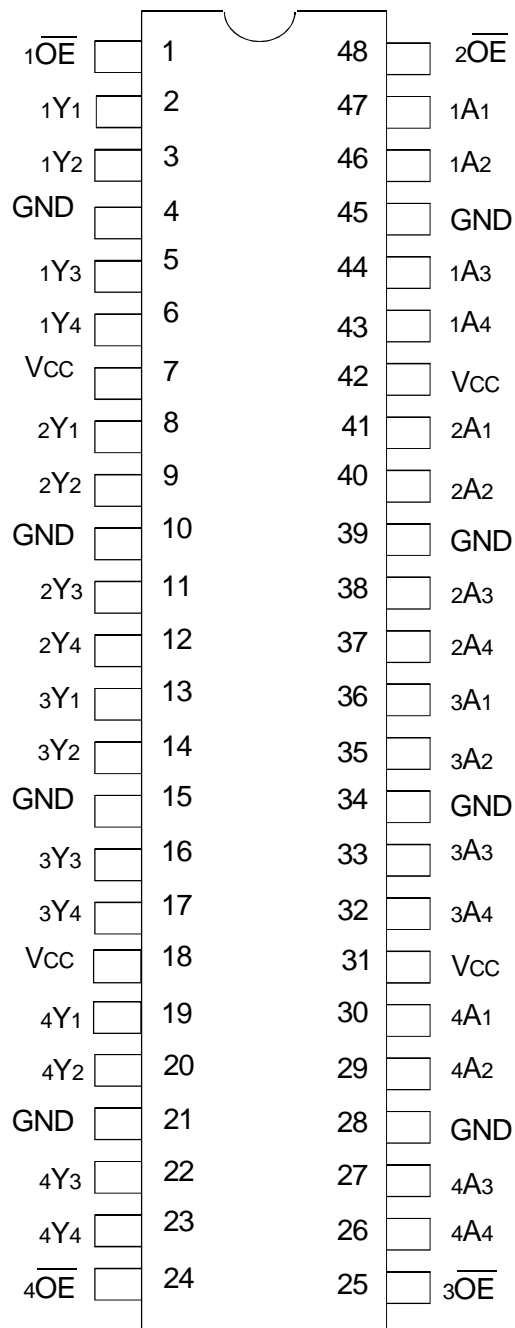 1O̅E̅ 1 48 2O̅E̅
1Y1 2 47 1A1
1Y2 3 46 1A2
GND 4 45 GND
1Y3 5 44 1A3
1Y4 6 43 1A4
VCC 7 42 VCC
2Y1 8 41 2A1
2Y2 9 40 2A2
GND 10 39 GND
2Y3 11 38 2A3
2Y4 12 37 2A4
3Y1 13 36 3A1
3Y2 14 35 3A2
GND 15 34 GND
3Y3 16 33 3A3
3Y4 17 32 3A4
VCC 18 31 VCC
4Y1 19 30 4A1
4Y2 20 29 4A2
GND 21 28 GND
4Y3 22 27 4A3
4Y4 23 26 4A4
4O̅E̅ 24 25 3O̅E̅